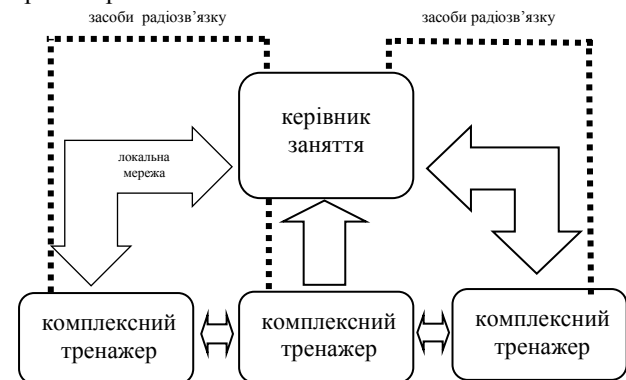 засоби радіозв’язку
засоби радіозв’язку
керівник
заняття
локальна
мережа
комплексний
тренажер
комплексний
тренажер
комплексний
тренажер